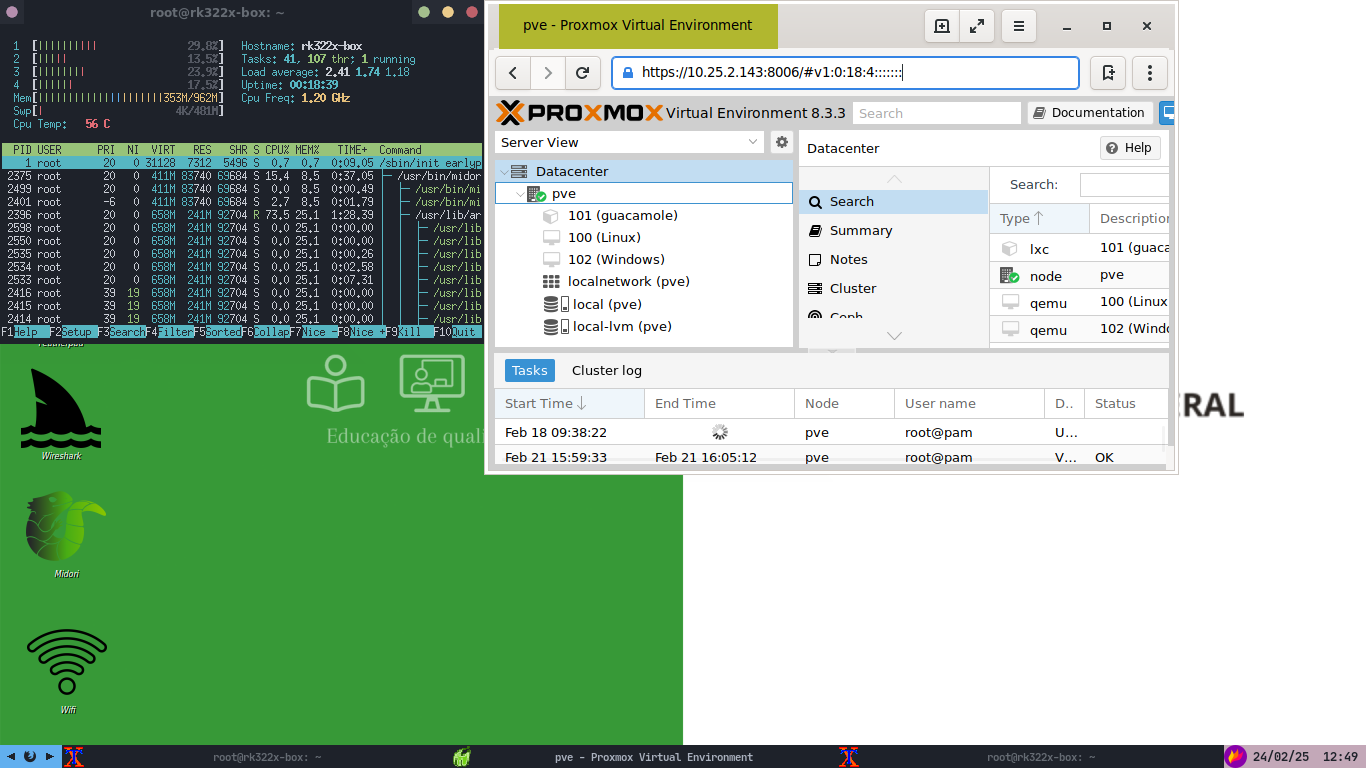 root@rk322x-box: ~
1 [||||||||||| 29.8%] Hostname: rk322x-box
2 [||||| 13.5%] Tasks: 41, 107 thr; 1 running
3 [||||||||| 23.9%] Load average: 2.41 1.74 1.18
4 [|||||| 17.5%] Uptime: 00:18:39
Mem[||||||||||||||||||||||||353M/962M] Cpu Freq: 1.20 GHz
Swp[| 4K/481M]
Cpu Temp: 56 C
PID USER PRI NI VIRT RES SHR S CPU% MEM% TIME+ Command
1 root 20 0 31128 7312 5496 S 0.7 0.7 0:09.05 /sbin/init earlyp
2375 root 20 0 411M 83740 69684 S 15.4 8.5 0:37.05 /usr/bin/midor
2499 root 20 0 411M 83740 69684 S 0.0 8.5 0:00.49 /usr/bin/mi
2401 root -6 0 411M 83740 69684 S 2.7 8.5 0:01.79 /usr/bin/mi
2396 root 20 0 658M 241M 92704 R 73.5 25.1 1:28.39 /usr/lib/ar
2598 root 20 0 658M 241M 92704 S 0.0 25.1 0:00.00 /usr/lib
2550 root 20 0 658M 241M 92704 S 0.0 25.1 0:00.00 /usr/lib
2535 root 20 0 658M 241M 92704 S 0.0 25.1 0:00.26 /usr/lib
2534 root 20 0 658M 241M 92704 S 0.0 25.1 0:02.58 /usr/lib
2533 root 20 0 658M 241M 92704 S 0.0 25.1 0:07.31 /usr/lib
2416 root 39 19 658M 241M 92704 S 0.0 25.1 0:00.00 /usr/lib
2415 root 39 19 658M 241M 92704 S 0.0 25.1 0:00.00 /usr/lib
2414 root 39 19 658M 241M 92704 S 0.0 25.1 0:00.00 /usr/lib
F1Help F2Setup F3SearchF4FilterF5SortedF6CollapF7Nice -F8Nice +F9Kill F10Quit
pve - Proxmox Virtual Environment
https://10.25.2.143:8006/#v1:0:18:4:::::::
PROXMOX Virtual Environment 8.3.3 Search Documentation
Server View
Datacenter
pve
101 (guacamole)
100 (Linux)
102 (Windows)
localnetwork (pve)
local (pve)
local-lvm (pve)
Datacenter Help
Search
Summary
Notes
Cluster
Ceph
Search:
Type Description
lxc 101 (guaca
node pve
qemu 100 (Linux
qemu 102 (Windo
Tasks Cluster log
Start Time End Time Node User name D.. Status
Feb 18 09:38:22 pve root@pam U...
Feb 21 15:59:33 Feb 21 16:05:12 pve root@pam V... OK
Educação de quali
ERAL
Wireshark
Midori
Wifi
root@rk322x-box: ~ pve - Proxmox Virtual Environment root@rk322x-box: ~ 24/02/25 12:49